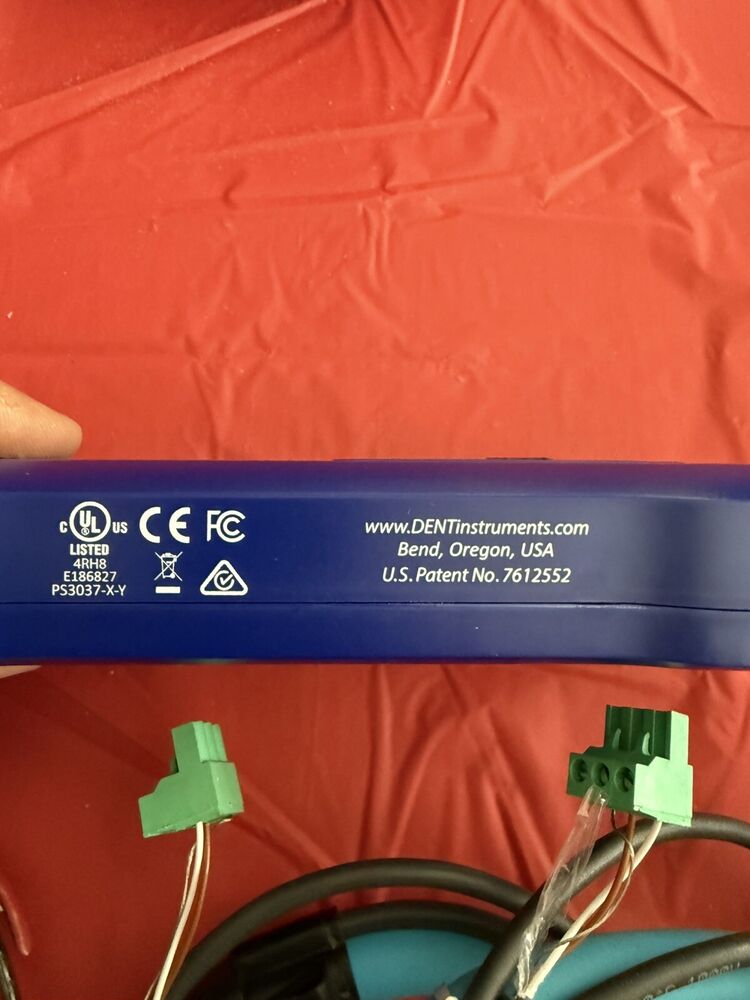 C UL US CE FC
LISTED
4RH8
E186827
PS3037-X-Y
www.DENTinstruments.com
Bend, Oregon, USA
U.S. Patent No. 7612552